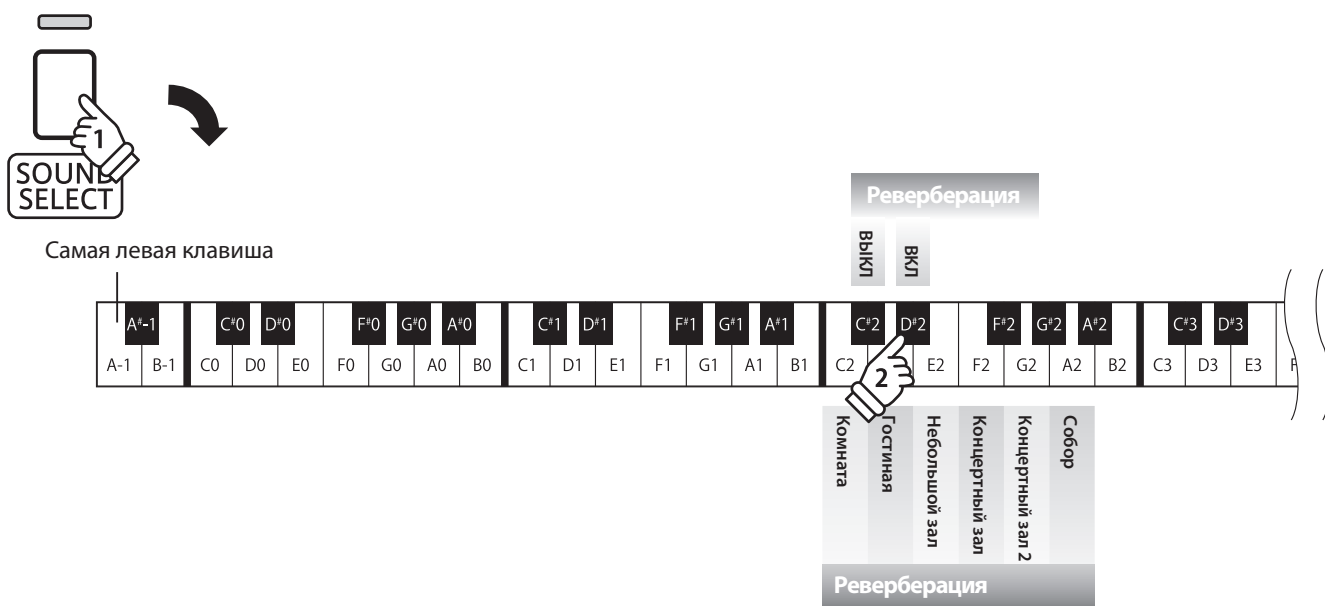 1
SOUND
SELECT
Самая левая клавиша
Реверберация
ВЫКЛ
ВКЛ
A#-1 C#0 D#0 F#0 G#0 A#0 C#1 D#1 F#1 G#1 A#1 C#2 D#2 F#2 G#2 A#2 C#3 D#3
A-1 B-1 C0 D0 E0 F0 G0 A0 B0 C1 D1 E1 F1 G1 A1 B1 C2 E2 F2 G2 A2 B2 C3 D3 E3
2
Комната
Гостиная
Небольшой зал
Концертный зал
Концертный зал 2
Собор
Реверберация